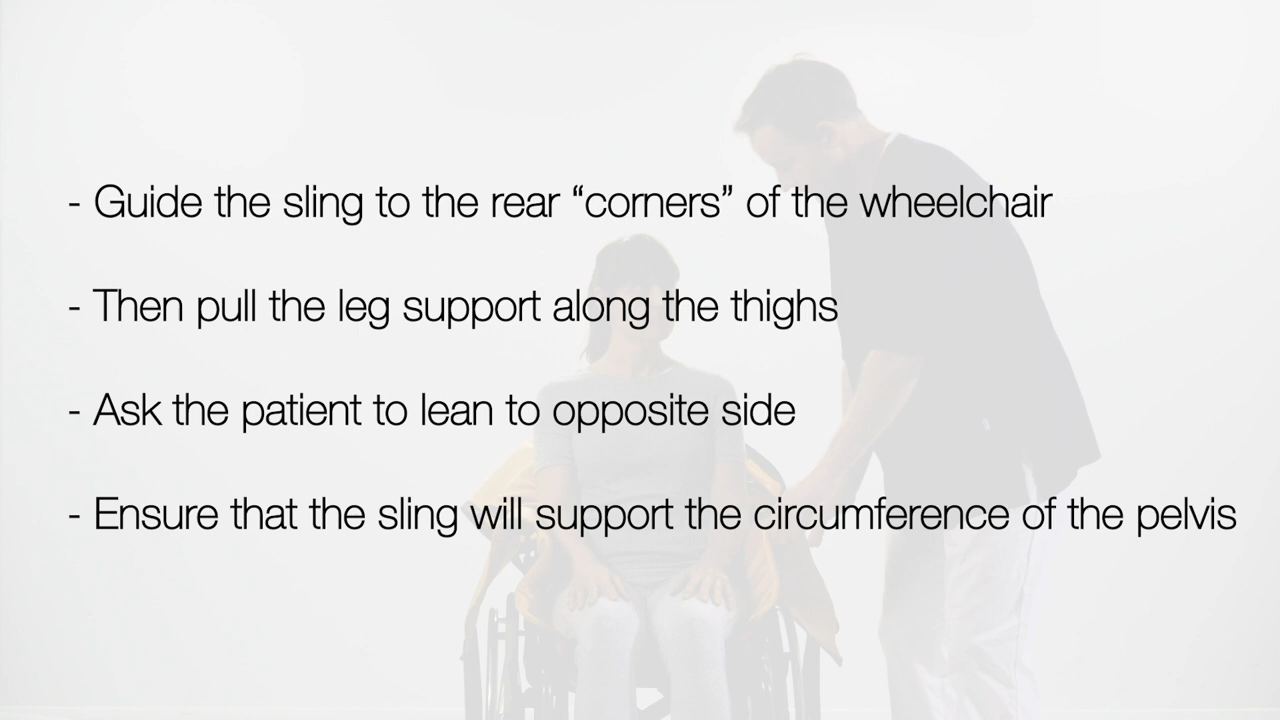 - Guide the sling to the rear “corners” of the wheelchair
- Then pull the leg support along the thighs
- Ask the patient to lean to opposite side
- Ensure that the sling will support the circumference of the pelvis